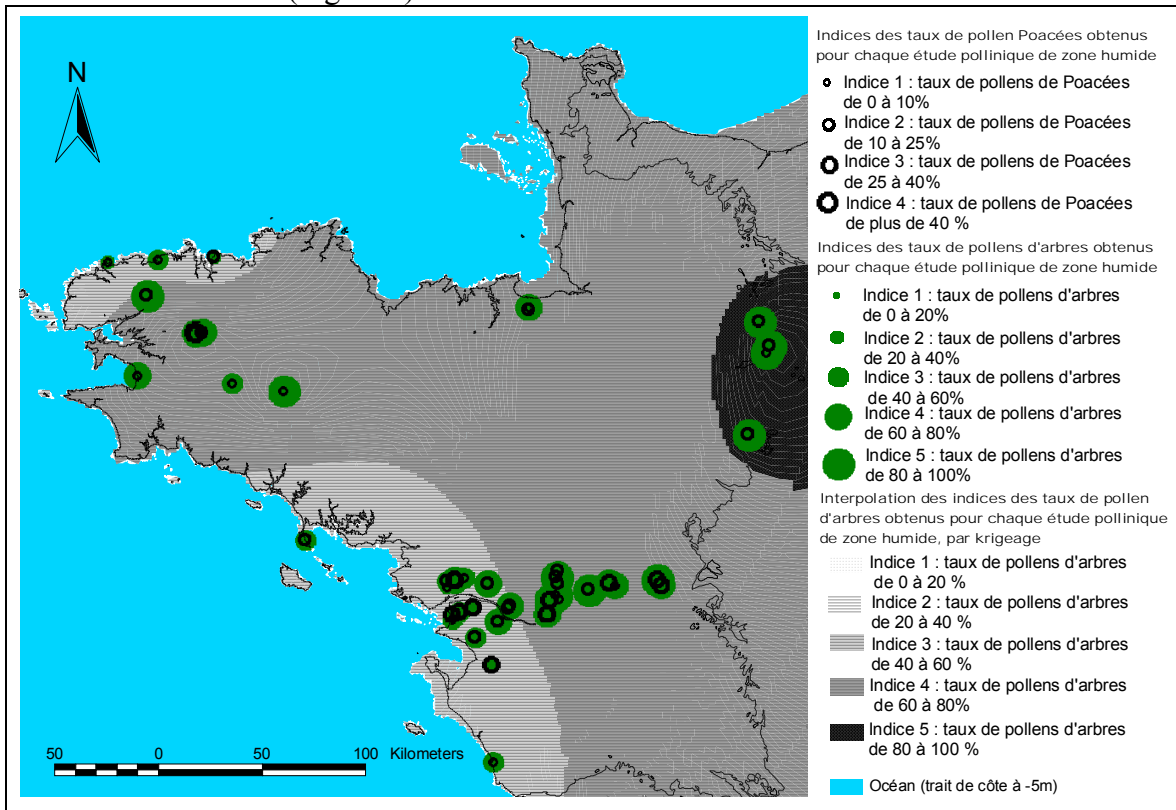 N
50 0 50 100 Kilometers
Indices des taux de pollen Poacées obtenus
pour chaque étude pollinique de zone humide
Indice 1 : taux de pollens de Poacées
de 0 à 10%
Indice 2 : taux de pollens de Poacées
de 10 à 25%
Indice 3 : taux de pollens de Poacées
de 25 à 40%
Indice 4 : taux de pollens de Poacées
de plus de 40 %
Indices des taux de pollens d'arbres obtenus
pour chaque étude pollinique de zone humide
Indice 1 : taux de pollens d'arbres
de 0 à 20%
Indice 2 : taux de pollens d'arbres
de 20 à 40%
Indice 3 : taux de pollens d'arbres
de 40 à 60%
Indice 4 : taux de pollens d'arbres
de 60 à 80%
Indice 5 : taux de pollens d'arbres
de 80 à 100%
Interpolation des indices des taux de pollen
d'arbres obtenus pour chaque étude pollinique
de zone humide, par krigeage
Indice 1 : taux de pollens d'arbres
de 0 à 20 %
Indice 2 : taux de pollens d'arbres
de 20 à 40 %
Indice 3 : taux de pollens d'arbres
de 40 à 60 %
Indice 4 : taux de pollens d'arbres
de 60 à 80%
Indice 5 : taux de pollens d'arbres
de 80 à 100 %
Océan (trait de côte à -5m)